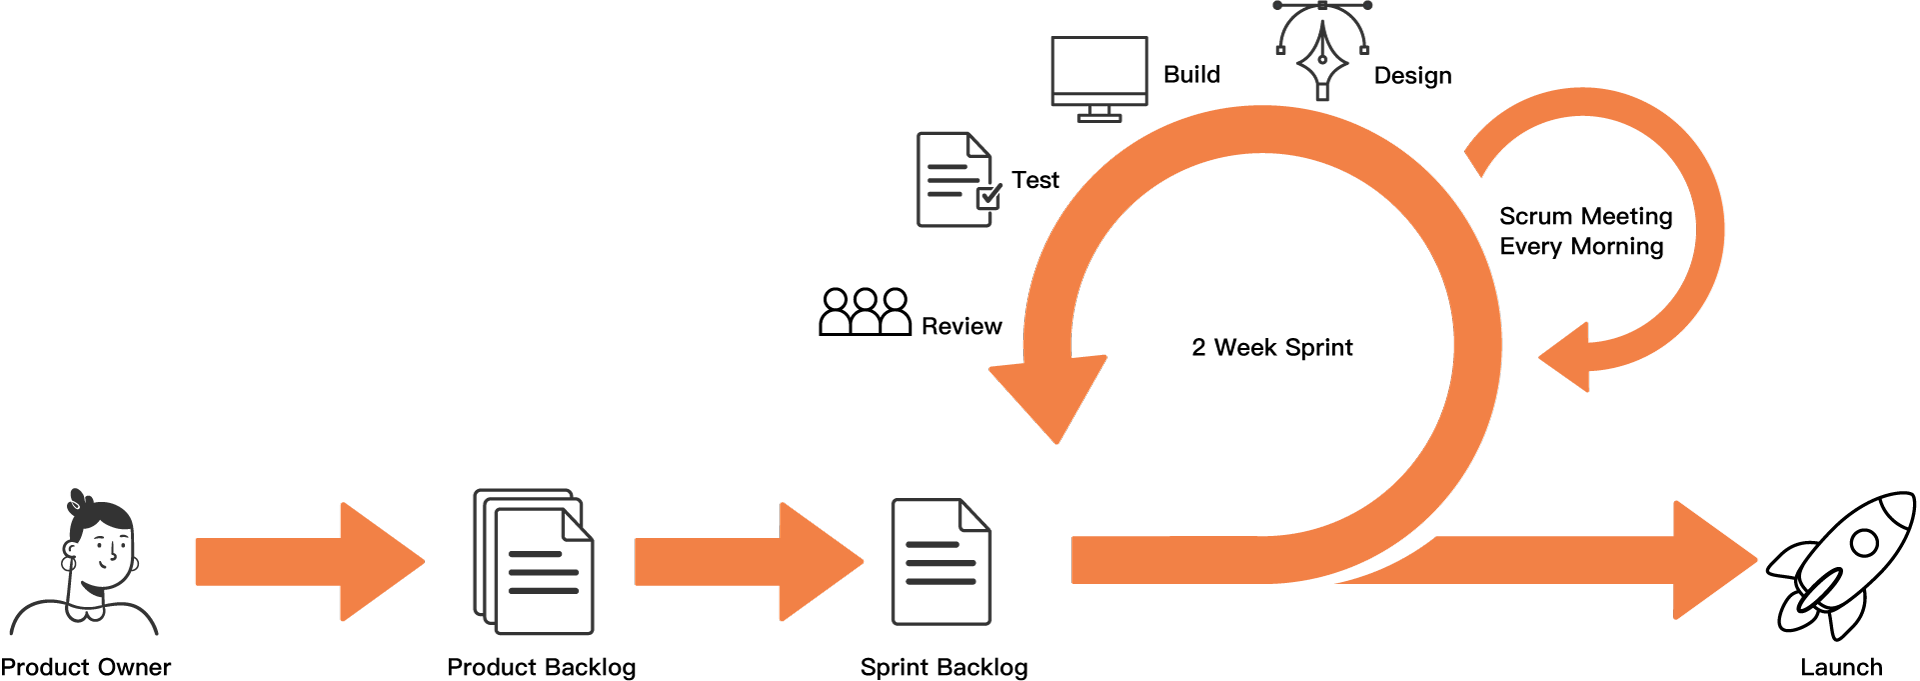 Build
Design
Test
Scrum Meeting
Every Morning
Review
2 Week Sprint
Product Owner
Product Backlog
Sprint Backlog
Launch